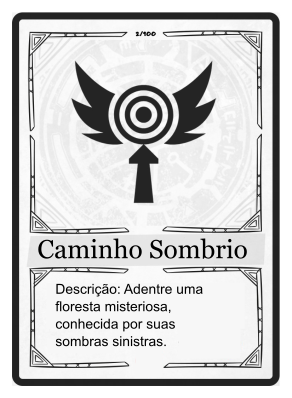 2/100
Caminho Sombrio
Descrição: Adentre uma
floresta misteriosa,
conhecida por suas
sombras sinistras.